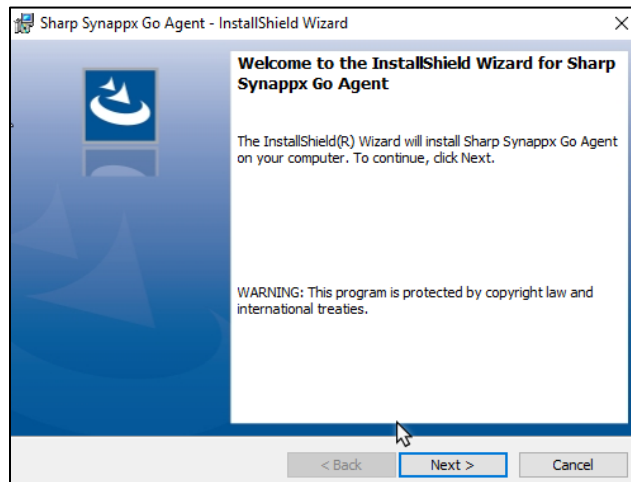 Sharp Synappx Go Agent - InstallShield Wizard
Welcome to the InstallShield Wizard for Sharp
Synappx Go Agent
The InstallShield(R) Wizard will install Sharp Synappx Go Agent
on your computer. To continue, click Next.
WARNING: This program is protected by copyright law and
international treaties.
< Back
Next >
Cancel